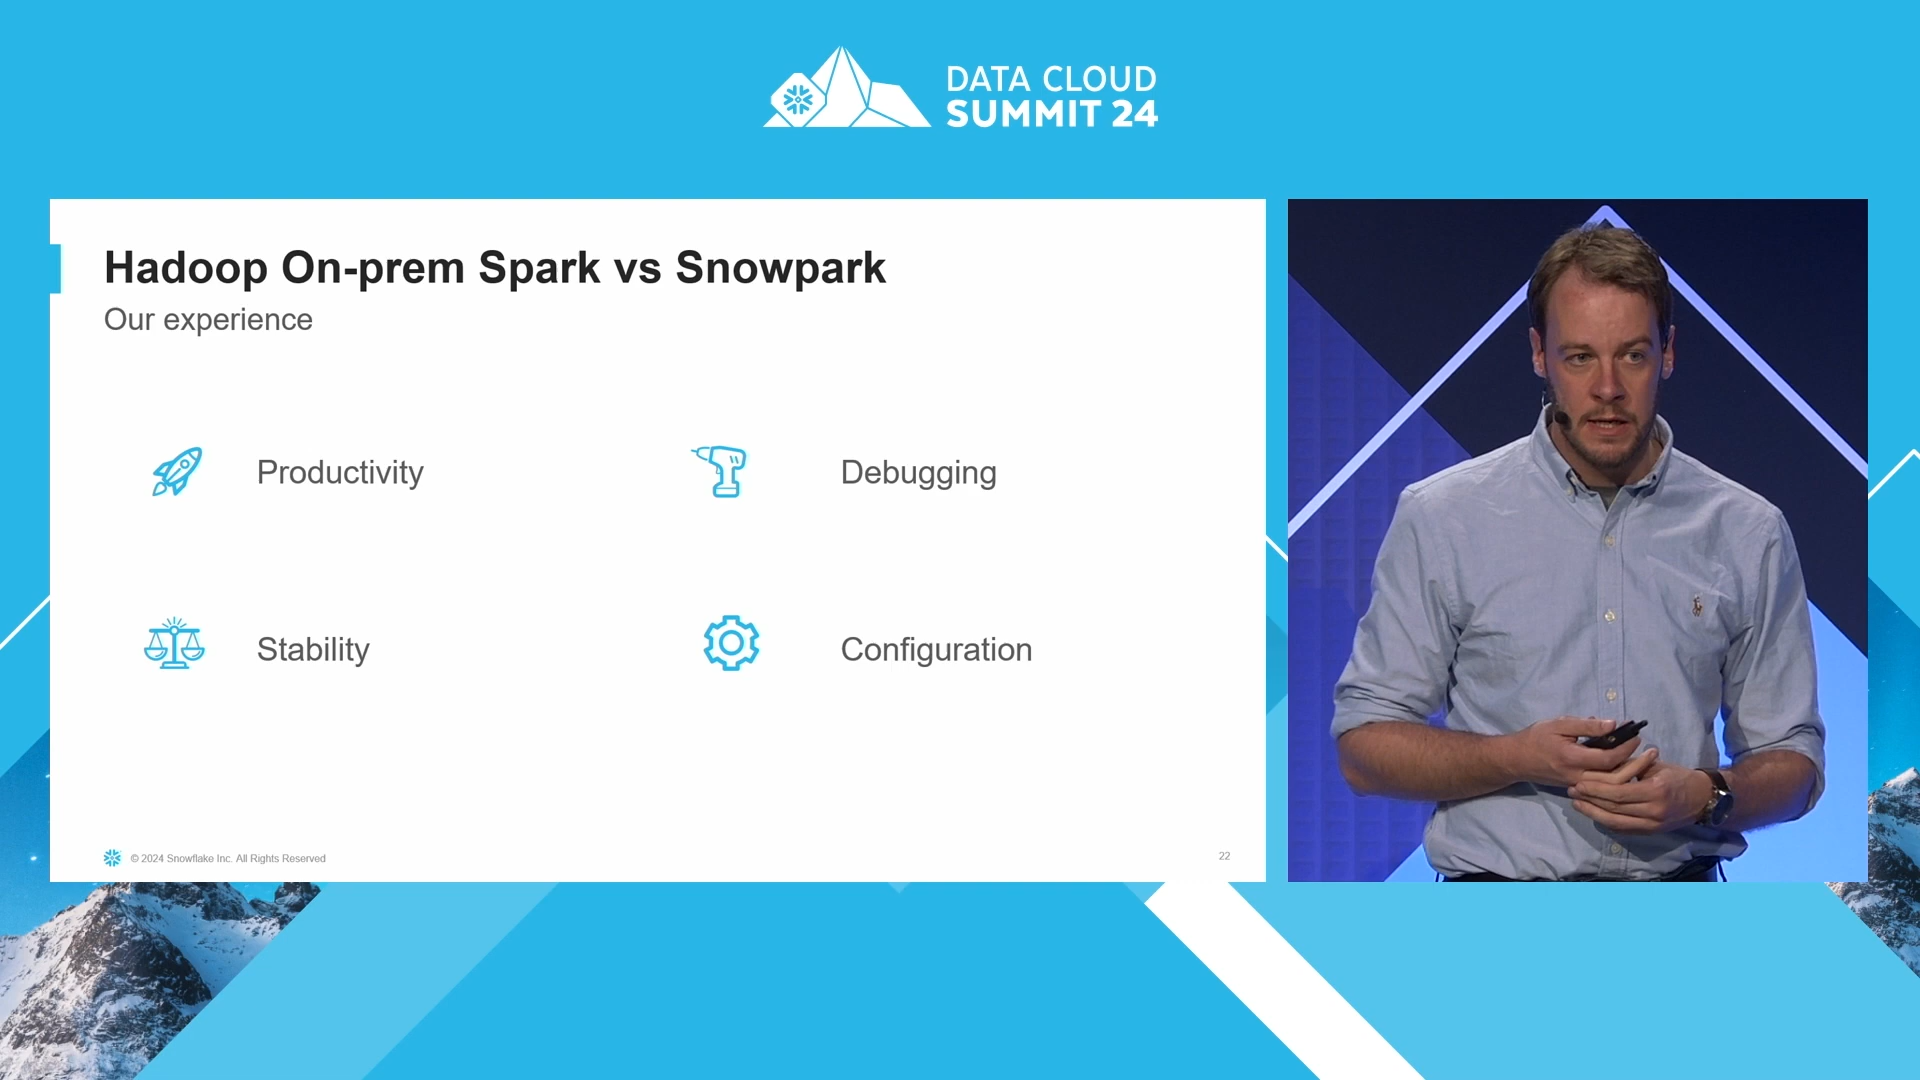 DATA CLOUD
SUMMIT 24
Hadoop On-prem Spark vs Snowpark
Our experience
Productivity
Debugging
Stability
Configuration
© 2024 Snowflake Inc. All Rights Reserved
22